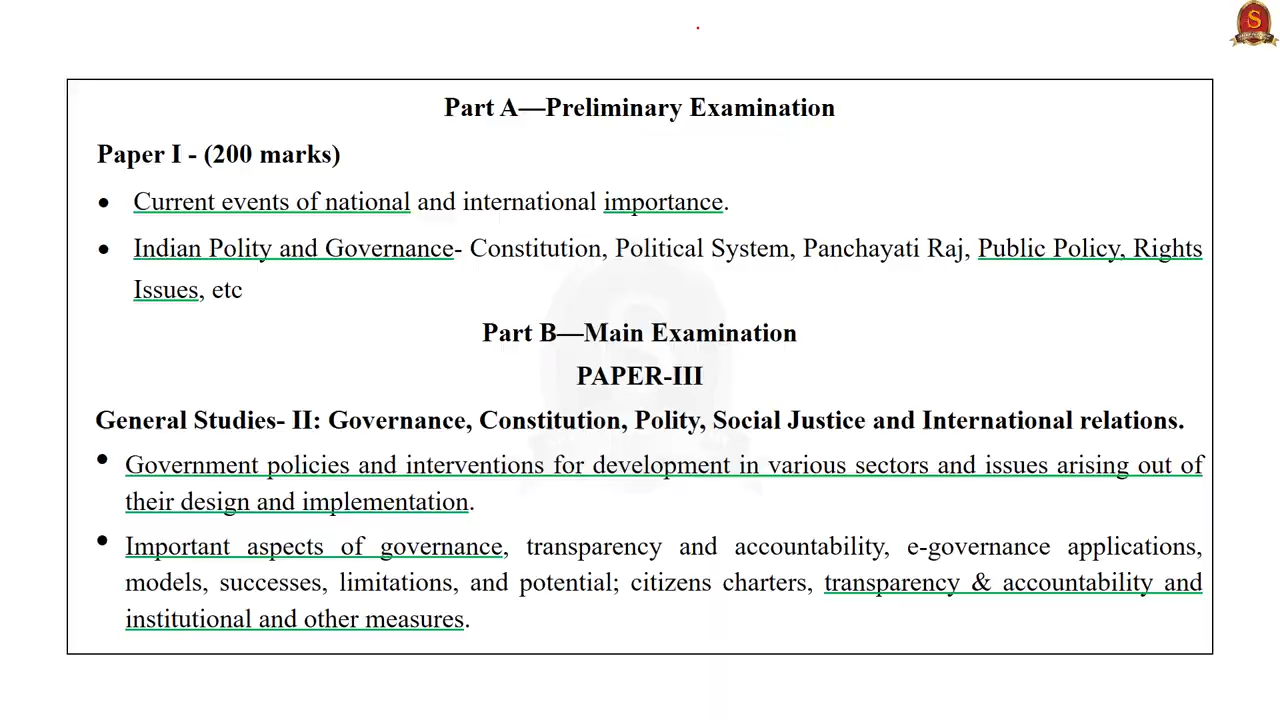 S
Part A—Preliminary Examination
Paper I - (200 marks)
• Current events of national and international importance.
• Indian Polity and Governance- Constitution, Political System, Panchayati Raj, Public Policy, Rights
Issues, etc
Part B—Main Examination
PAPER-III
General Studies- II: Governance, Constitution, Polity, Social Justice and International relations.
• Government policies and interventions for development in various sectors and issues arising out of
their design and implementation.
• Important aspects of governance, transparency and accountability, e-governance applications,
models, successes, limitations, and potential; citizens charters, transparency & accountability and
institutional and other measures.